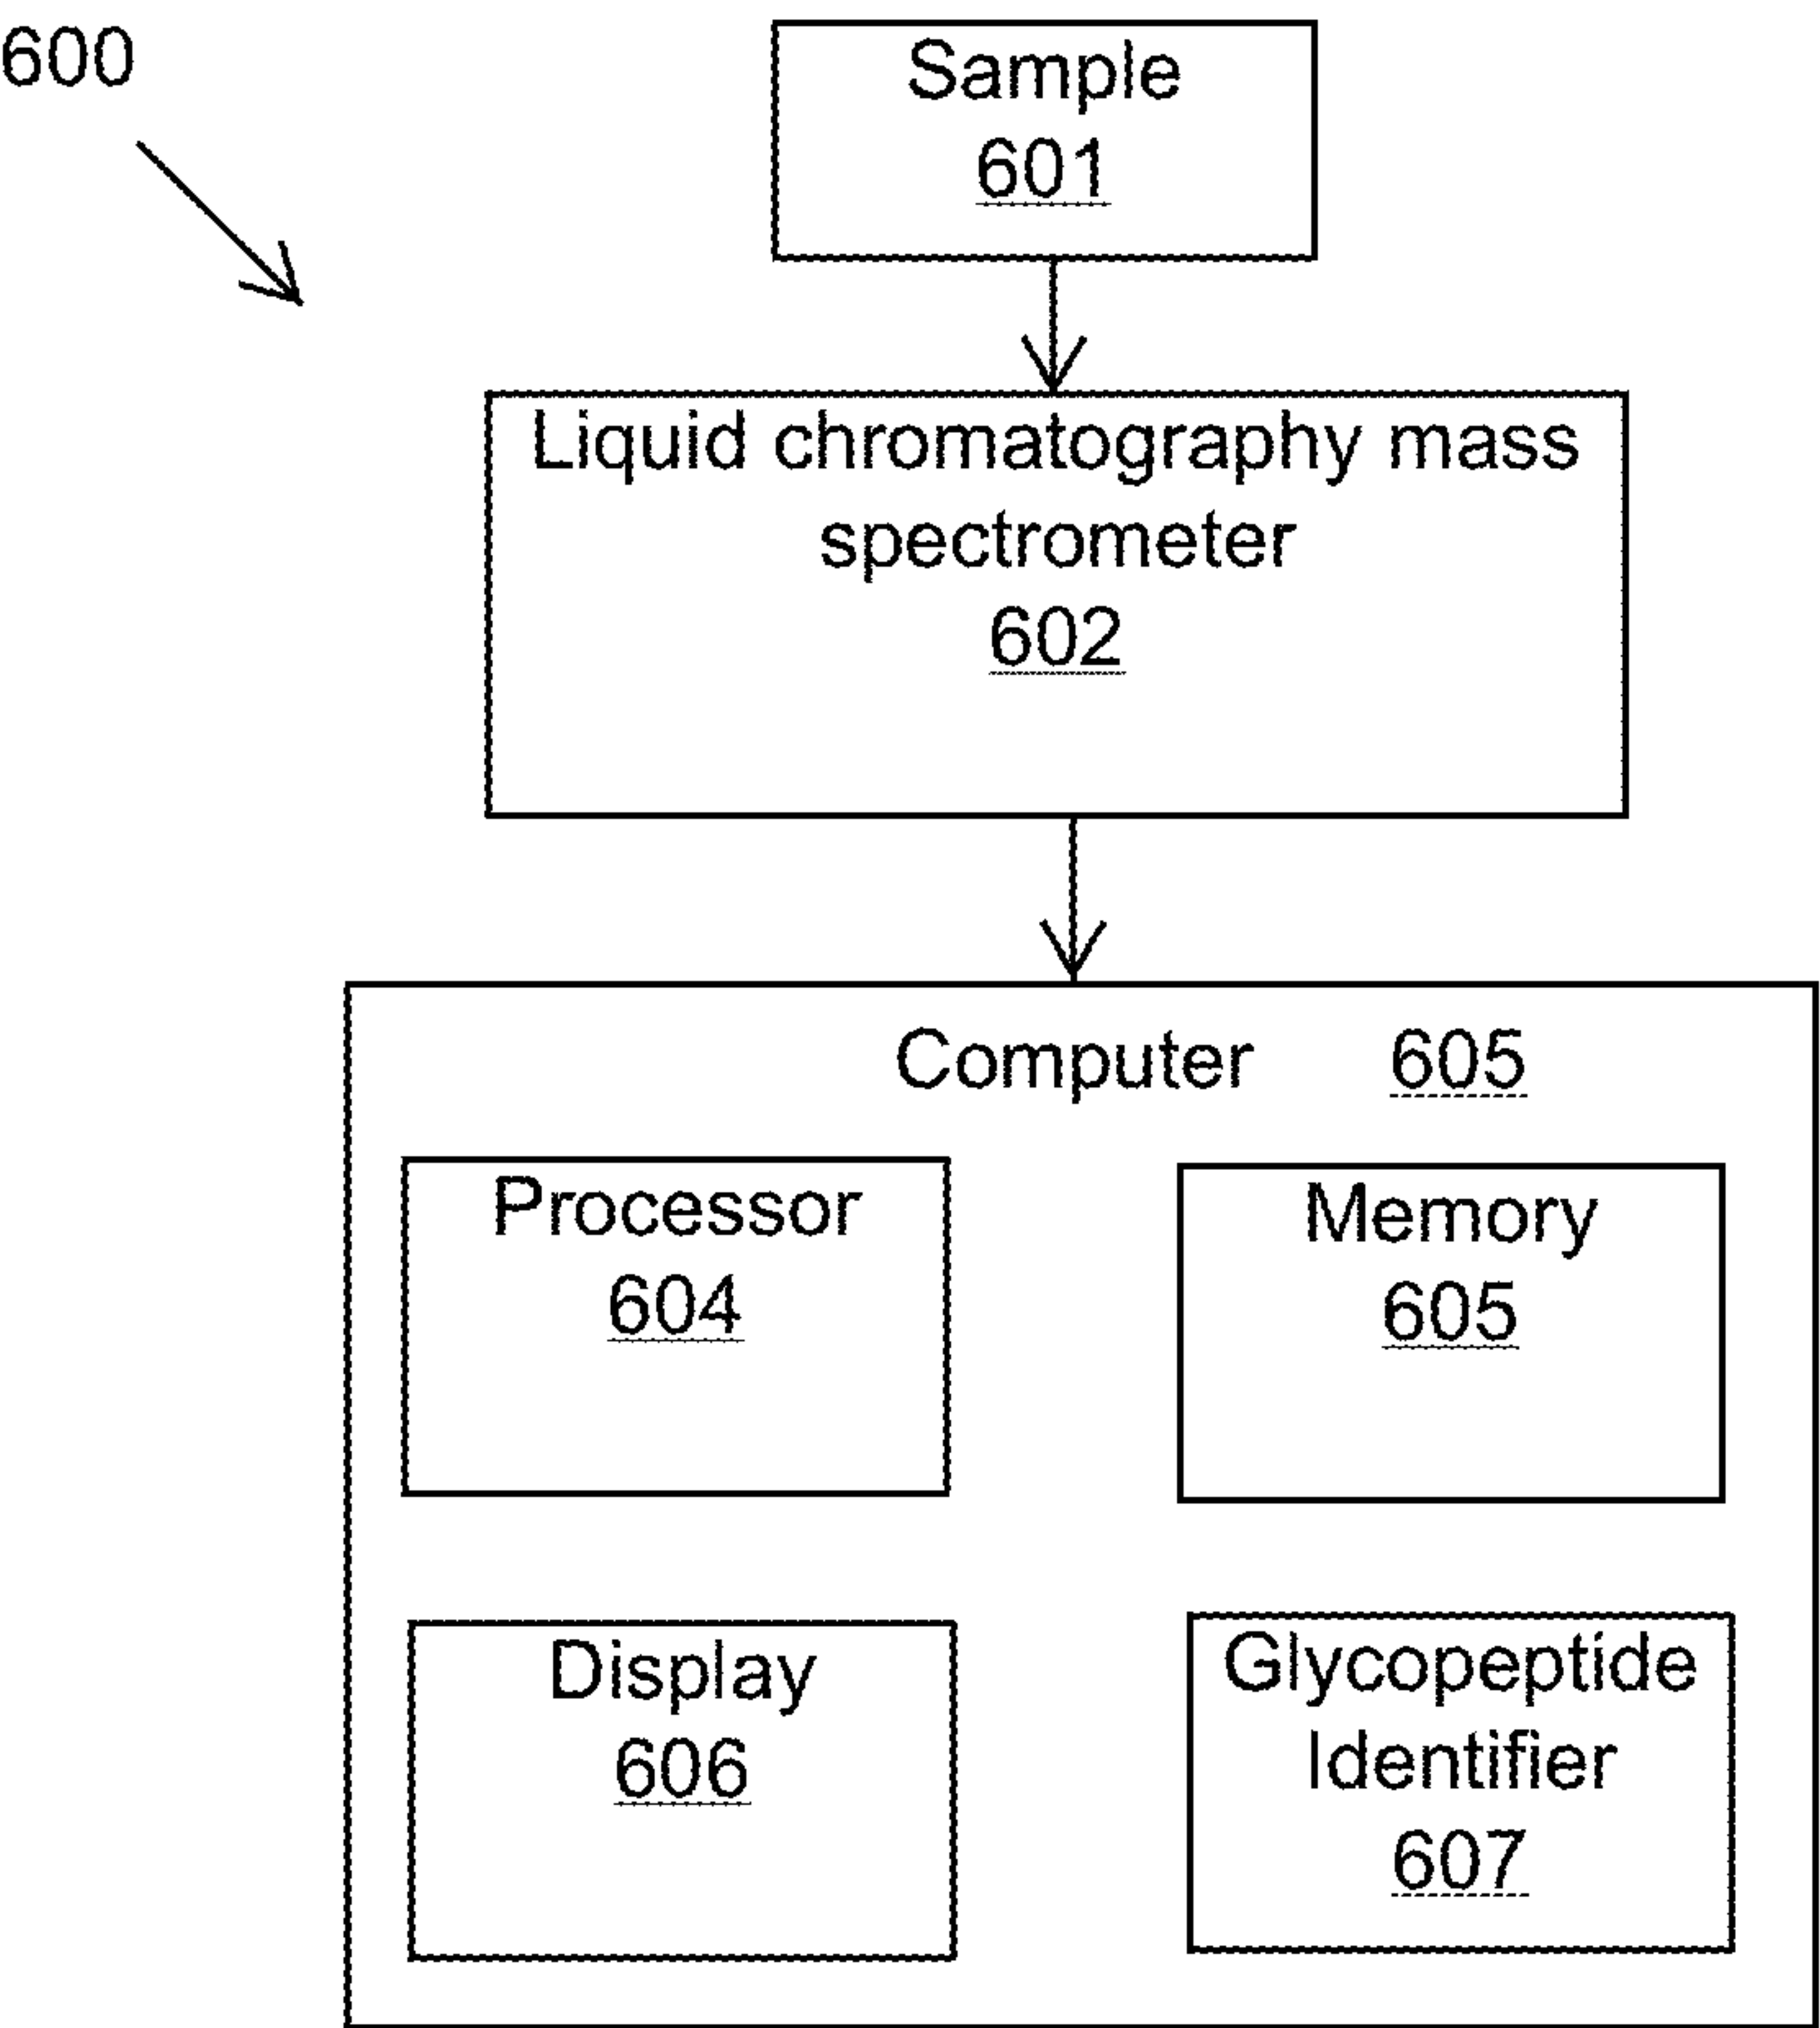 600
Sample
601
Liquid chromatography mass
spectrometer
602
Computer 605
Processor
604
Memory
605
Display
606
Glycopeptide
Identifier
607